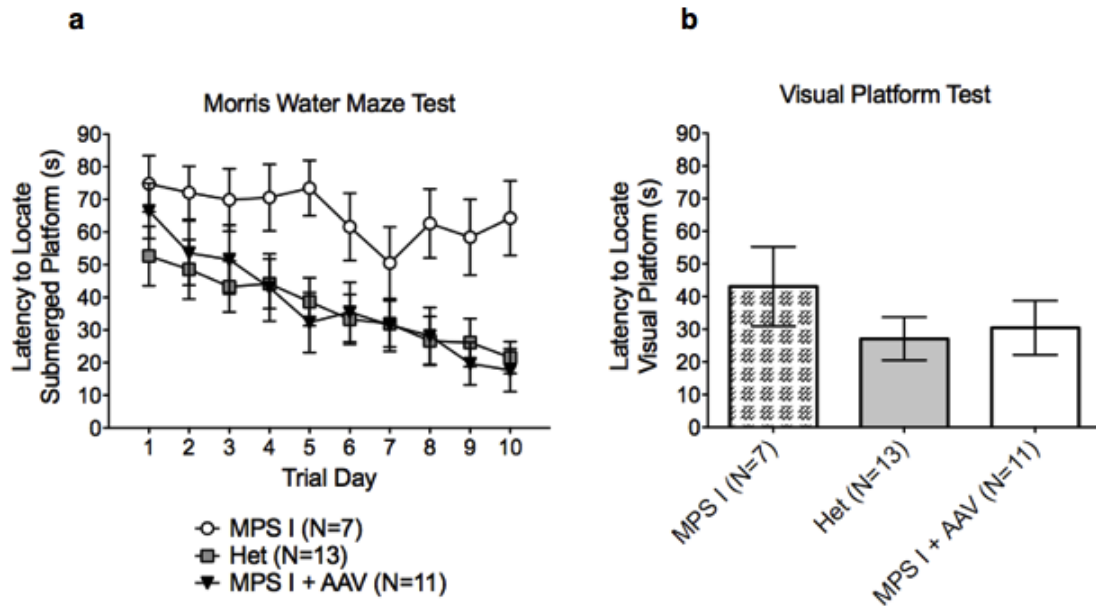 a
Morris Water Maze Test
Latency to Locate
Submerged Platform (s)
90
80
70
60
50
40
30
20
10
0
1 2 3 4 5 6 7 8 9 10
Trial Day
MPS I (N=7)
Het (N=13)
MPS I + AAV (N=11)
b
Visual Platform Test
Latency to Locate
Visual Platform (s)
90
80
70
60
50
40
30
20
10
0
MPS I (N=7)
Het (N=13)
MPS I + AAV (N=11)